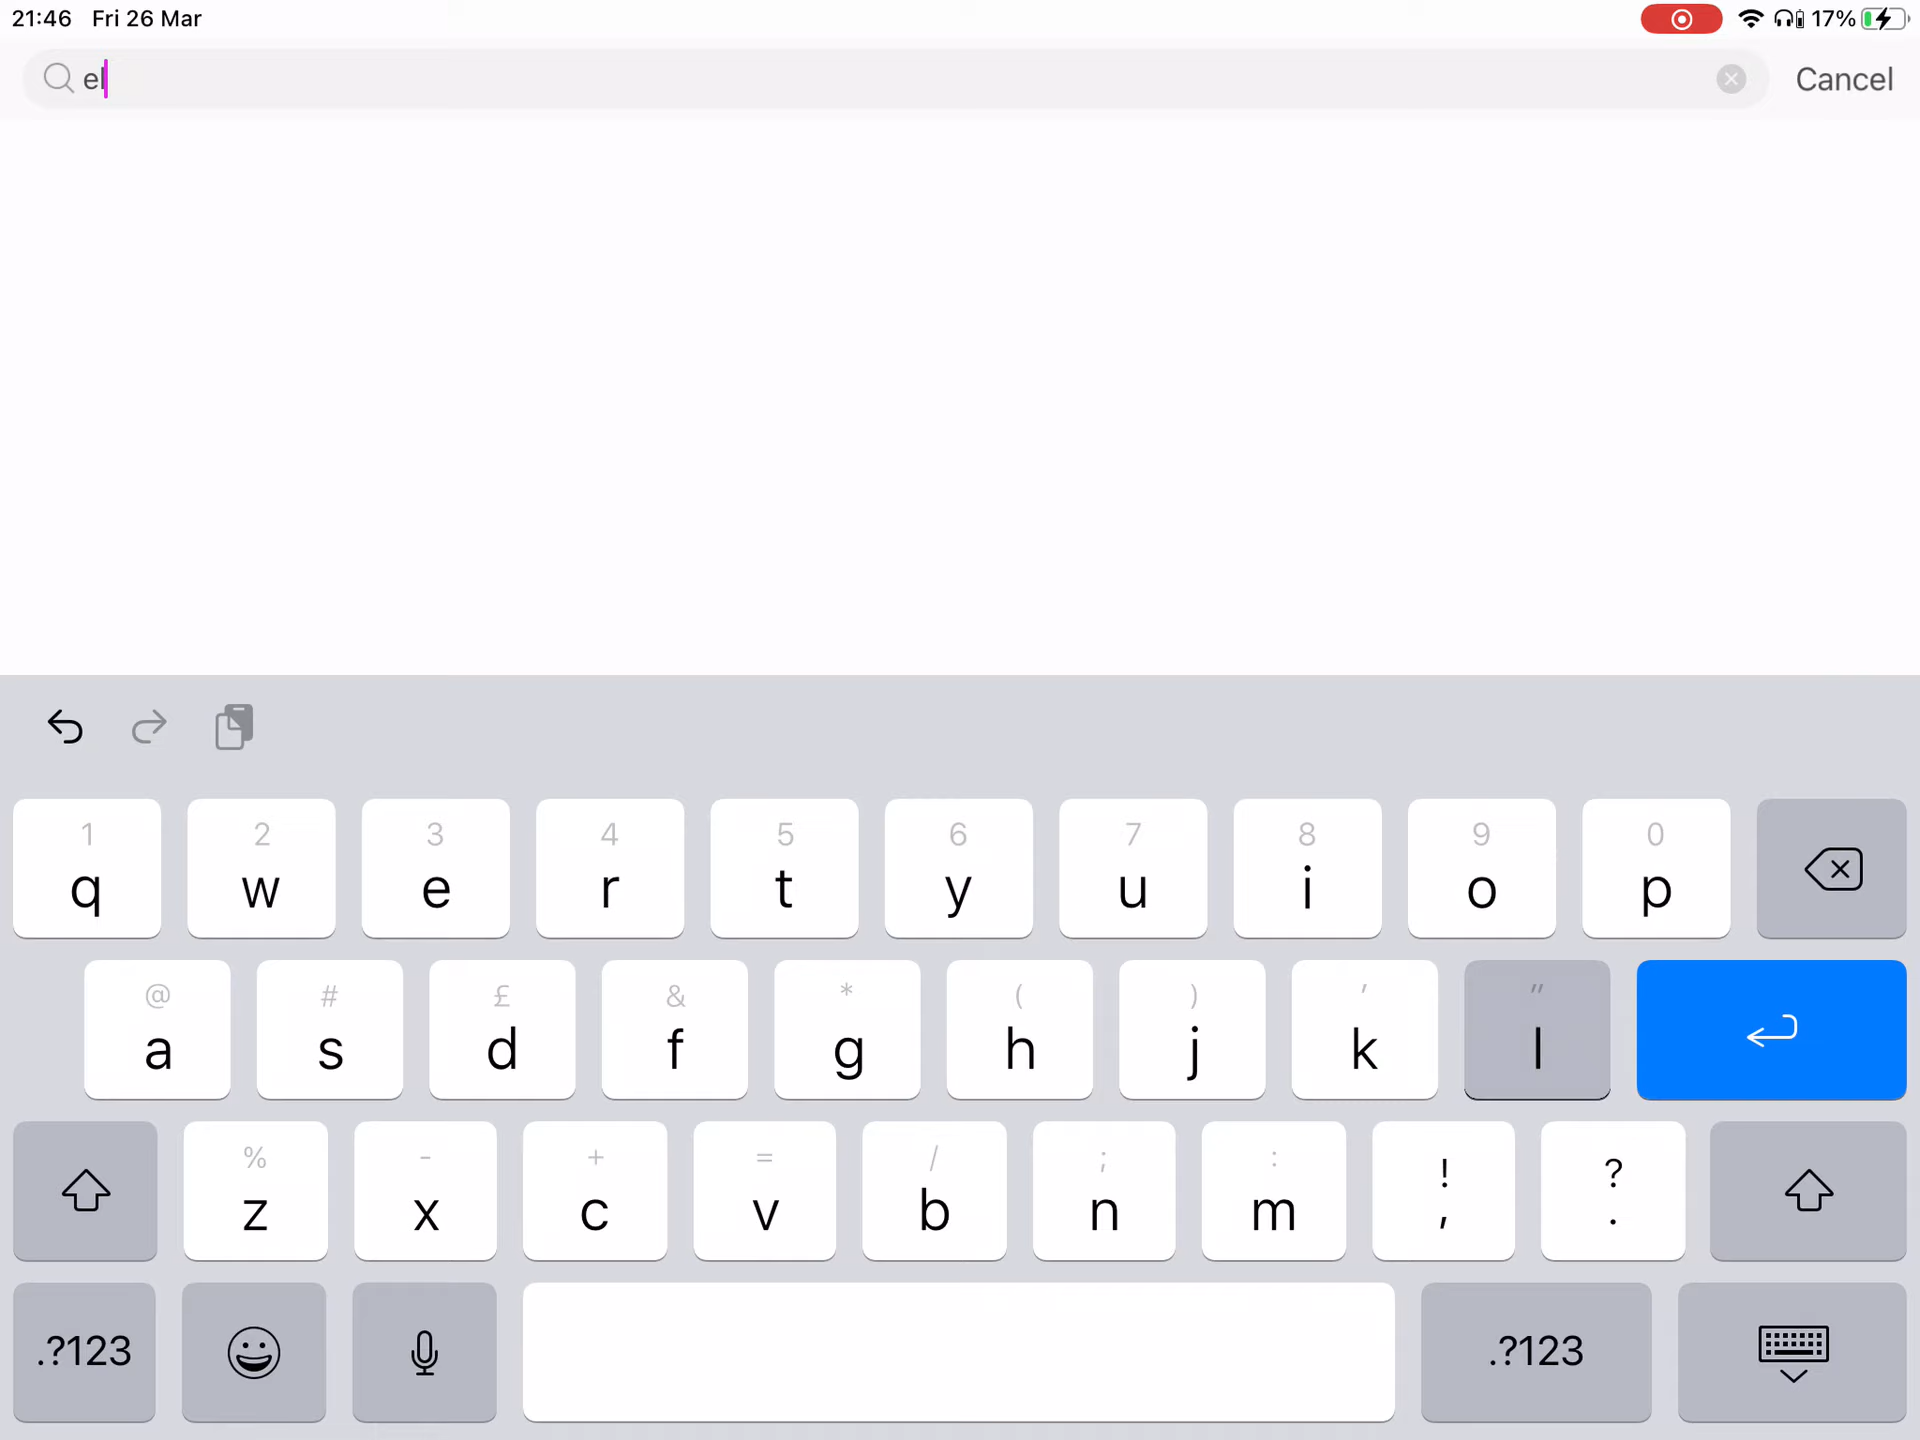 21:46 Fri 26 Mar 17%
el Cancel
1 2 3 4 5 6 7 8 9 0
q w e r t y u i o p
@ # £ & * ( ) ' "
a s d f g h j k l
% - + = / ; : ! ?
z x c v b n m , .
.?123 .?123